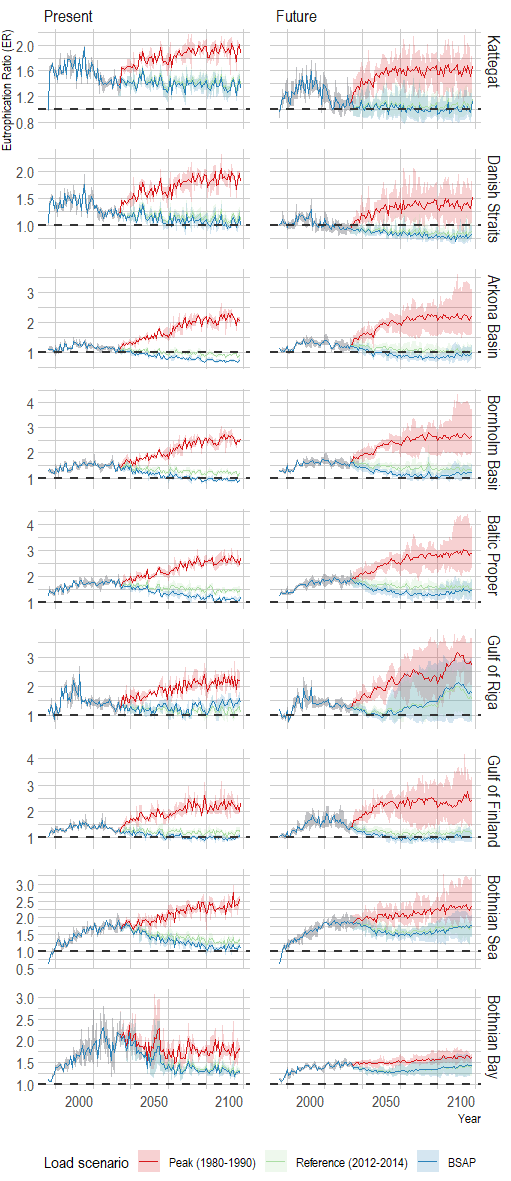 Present Future
Eutrophication Ratio (ER)
2.0
1.6
1.2
0.8
Kattegat
2.0
1.5
1.0
Danish Straits
3
2
1
Arkona Basin
4
3
2
1
Bornholm Basin
4
3
2
1
Baltic Proper
3
2
1
Gulf of Riga
4
3
2
1
Gulf of Finland
3.0
2.5
2.0
1.5
1.0
0.5
Bothnian Sea
3.0
2.5
2.0
1.5
1.0
Bothnian Bay
2000 2050 2100 2000 2050 2100
Year
Load scenario Peak (1980-1990) Reference (2012-2014) BSAP